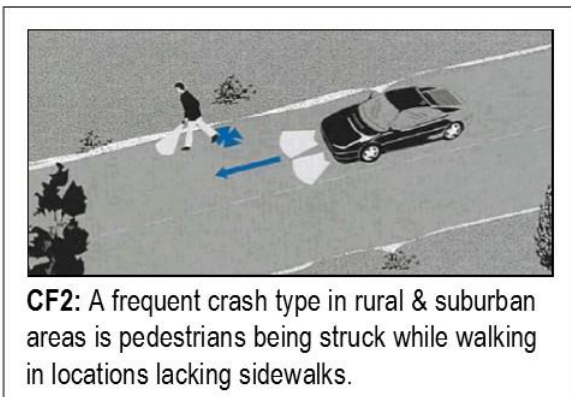 CF2: A frequent crash type in rural & suburban
areas is pedestrians being struck while walking
in locations lacking sidewalks.